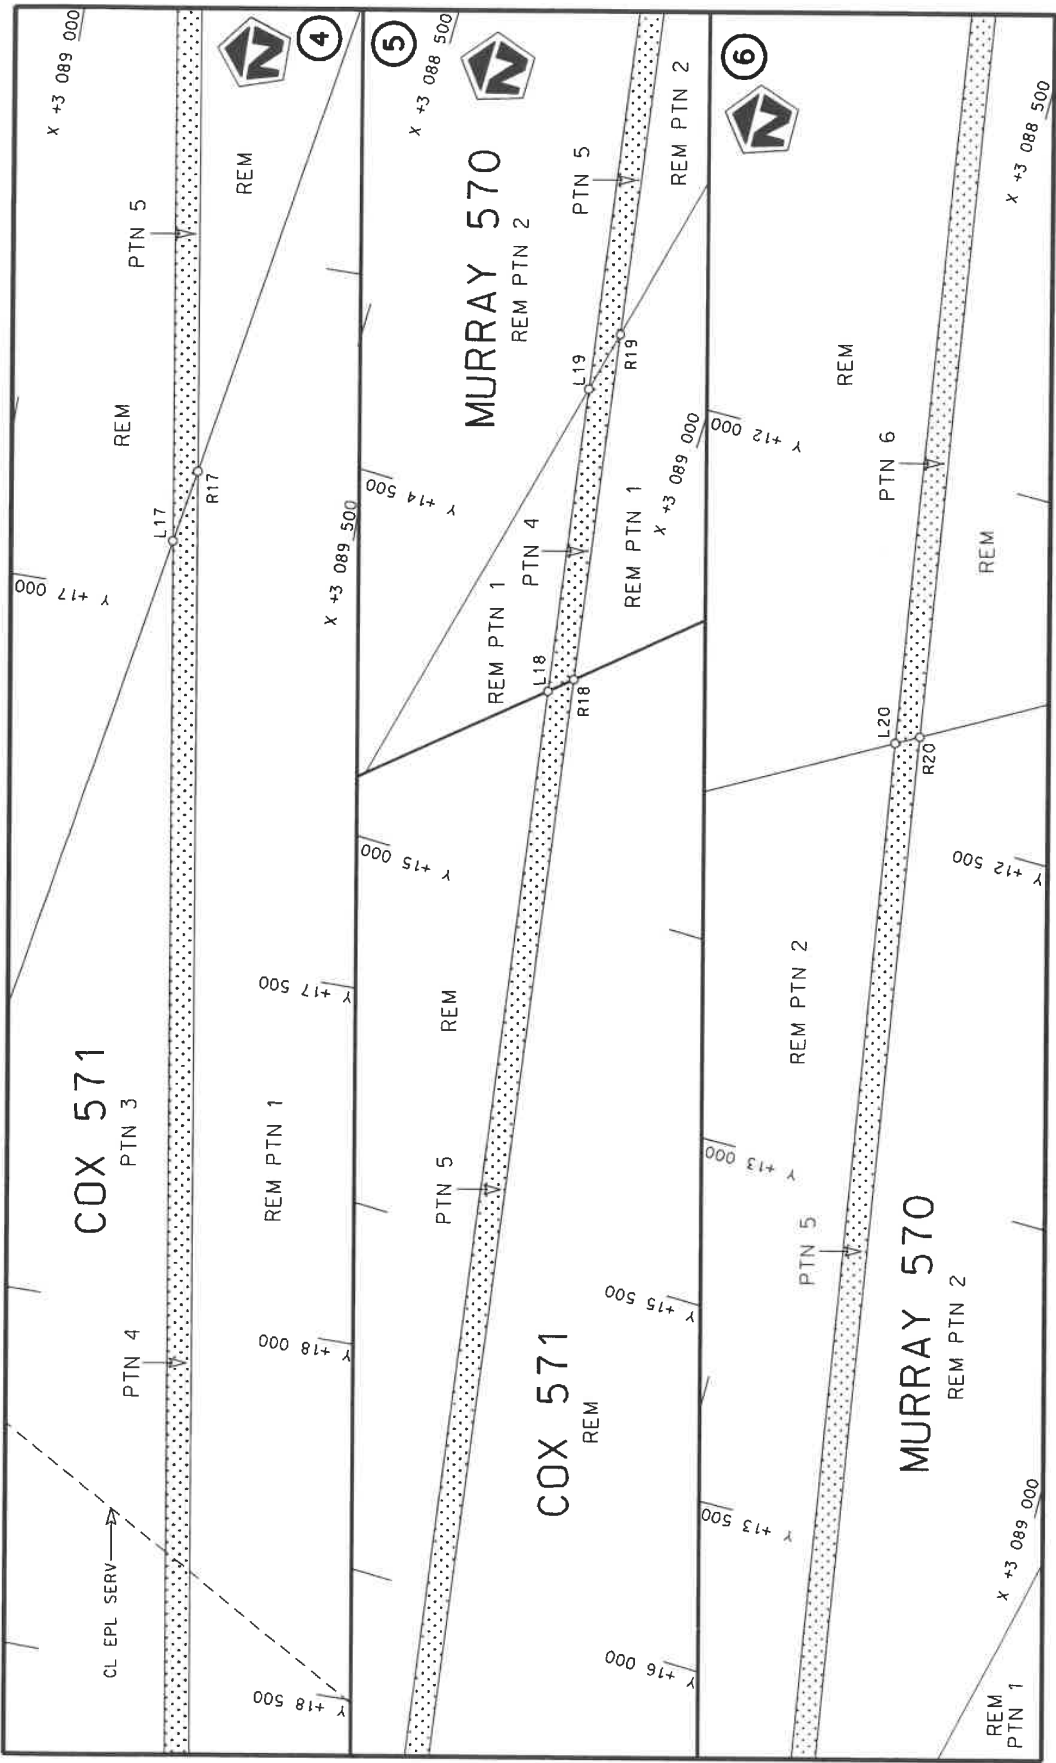 4
N
X +3 089 000
PTN 5
REM
REM
L17
R17
Y +17 000
X +3 089 500
COX 571
PTN 3
Y +17 500
REM PTN 1
PTN 4
Y +18 000
CL EPL SERV
Y +18 500
5
N
X +3 088 500
MURRAY 570
REM PTN 2
PTN 5
REM PTN 2
L19
R19
Y +14 500
X +3 089 000
PTN 4
REM PTN 1
REM PTN 1
L18
R18
Y +15 000
REM
PTN 5
Y +15 500
COX 571
REM
Y +16 000
6
N
X +3 088 500
REM
Y +12 000
PTN 6
REM
L20
R20
Y +12 500
REM PTN 2
Y +13 000
PTN 5
MURRAY 570
REM PTN 2
Y +13 500
X +3 089 000
REM
PTN 1